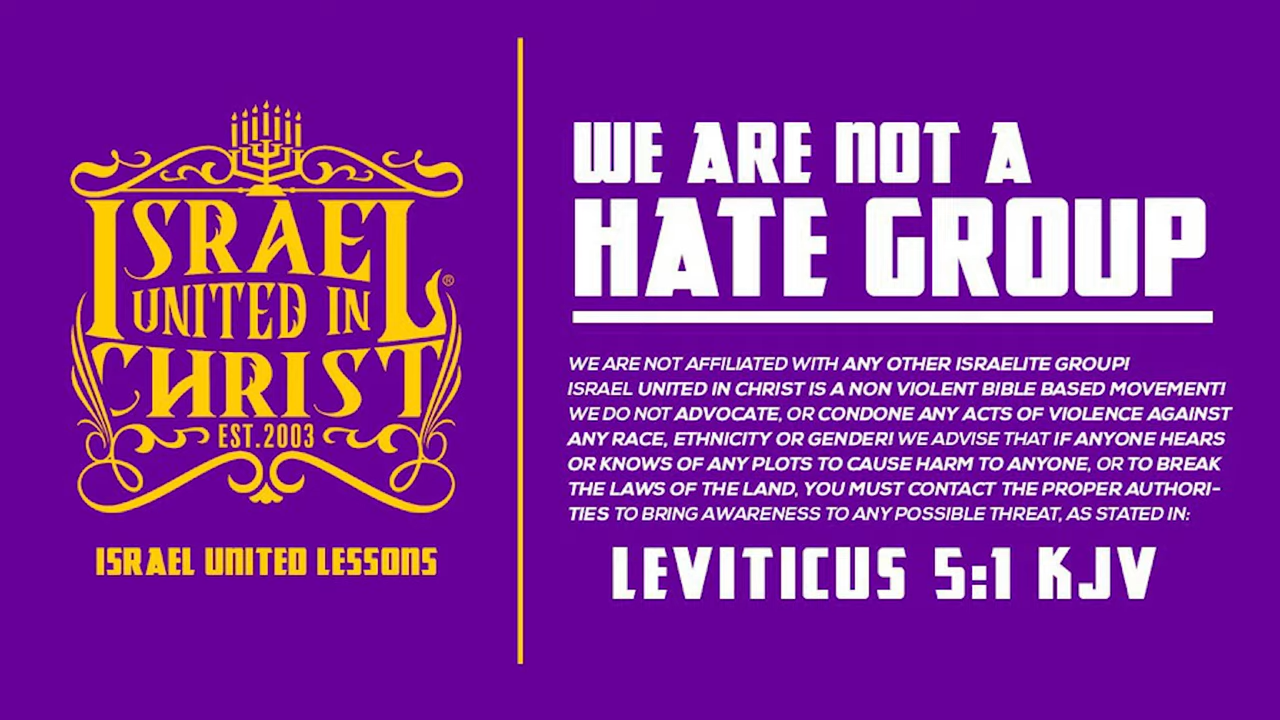 ISRAEL
UNITED IN
CHRIST
®
EST.2003
ISRAEL UNITED LESSONS
WE ARE NOT A
HATE GROUP
WE ARE NOT AFFILIATED WITH ANY OTHER ISRAELITE GROUP!
ISRAEL UNITED IN CHRIST IS A NON VIOLENT BIBLE BASED MOVEMENT!
WE DO NOT ADVOCATE, OR CONDONE ANY ACTS OF VIOLENCE AGAINST
ANY RACE, ETHNICITY OR GENDER! WE ADVISE THAT IF ANYONE HEARS
OR KNOWS OF ANY PLOTS TO CAUSE HARM TO ANYONE, OR TO BREAK
THE LAWS OF THE LAND, YOU MUST CONTACT THE PROPER AUTHORI-
TIES TO BRING AWARENESS TO ANY POSSIBLE THREAT, AS STATED IN:
LEVITICUS 5:1 KJV